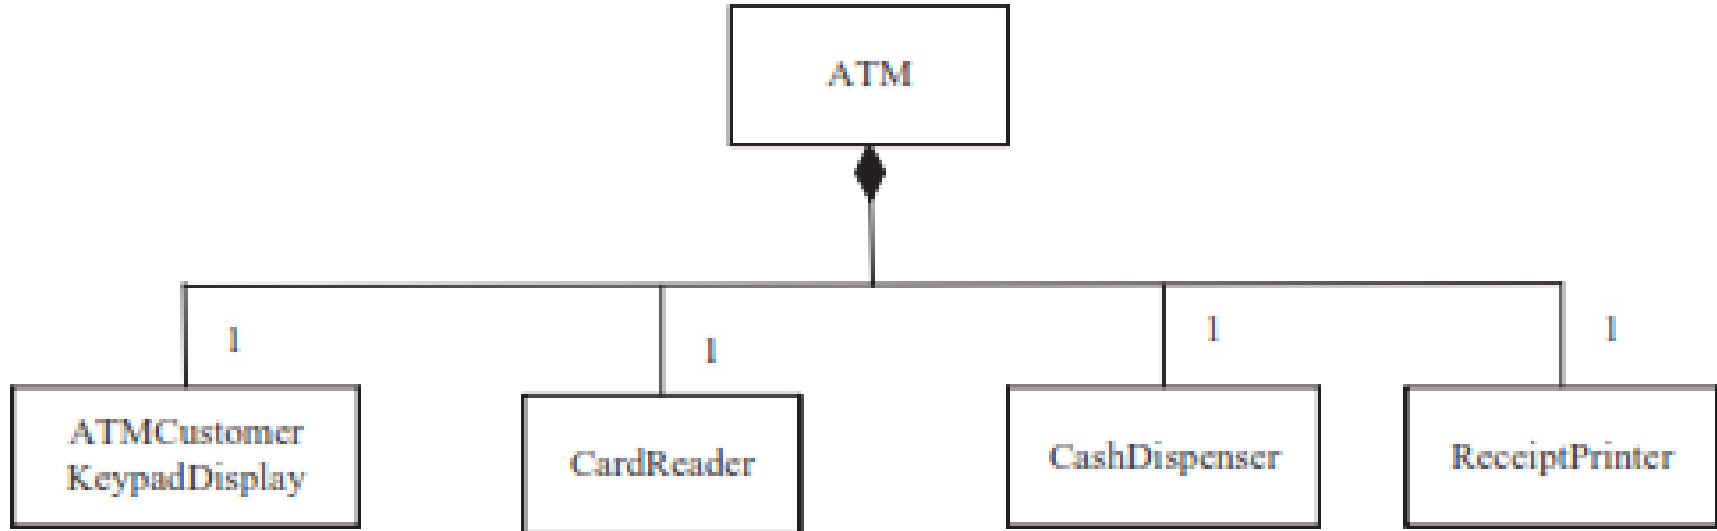 ATM
1
1
1
1
ATMCustomer
KeypadDisplay
CardReader
CashDispenser
ReceiptPrinter